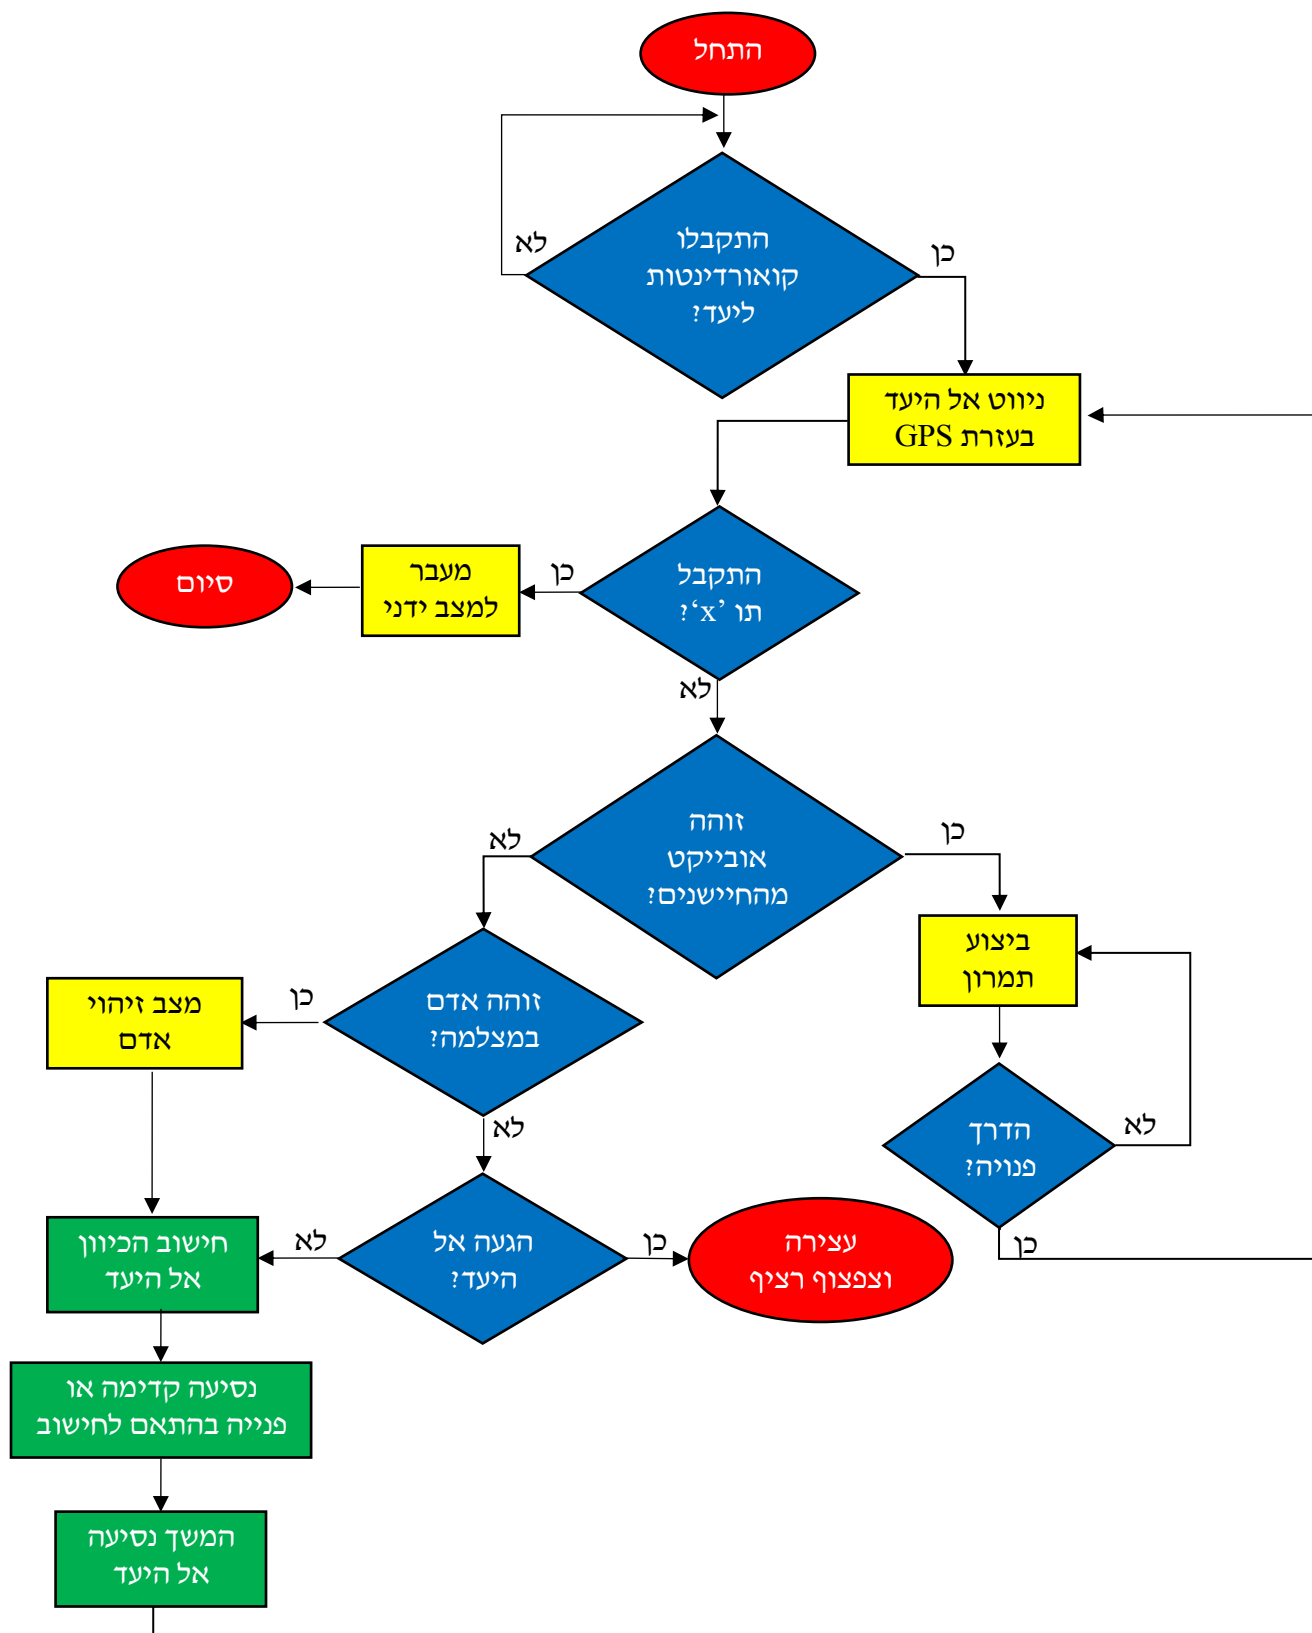 התחל
התקבלו
קואורדינטות
ליעד?
לא
כן
ניווט אל היעד
בעזרת GPS
התקבל
תו ’x‘?
כן
מעבר
למצב ידני
סיום
לא
זוהה
אובייקט
מהחיישנים?
כן
לא
ביצוע
תמרון
זוהה אדם
במצלמה?
כן
מצב זיהוי
אדם
לא
הדרך
פנויה?
לא
כן
הגעה אל
היעד?
כן
עצירה
וצפצוף רציף
לא
חישוב הכיוון
אל היעד
נסיעה קדימה או
פנייה בהתאם לחישוב
המשך נסיעה
אל היעד